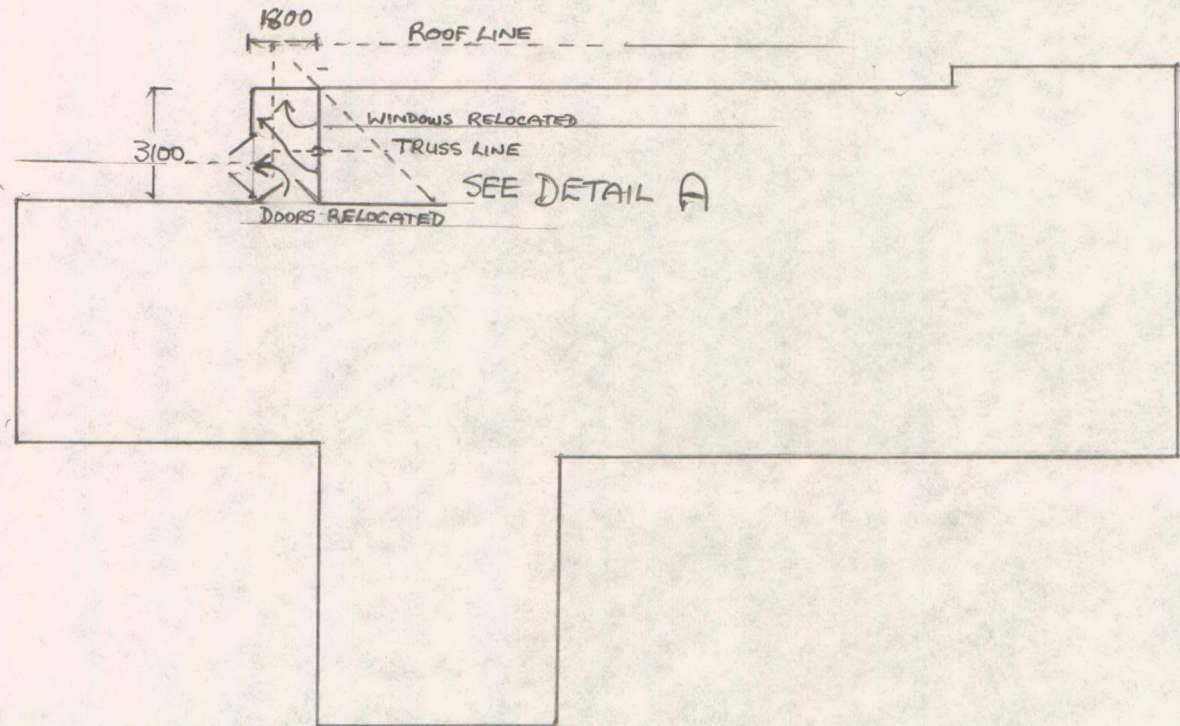 1800
ROOF LINE
WINDOWS RELOCATED
3100
TRUSS LINE
SEE DETAIL A
DOORS RELOCATED